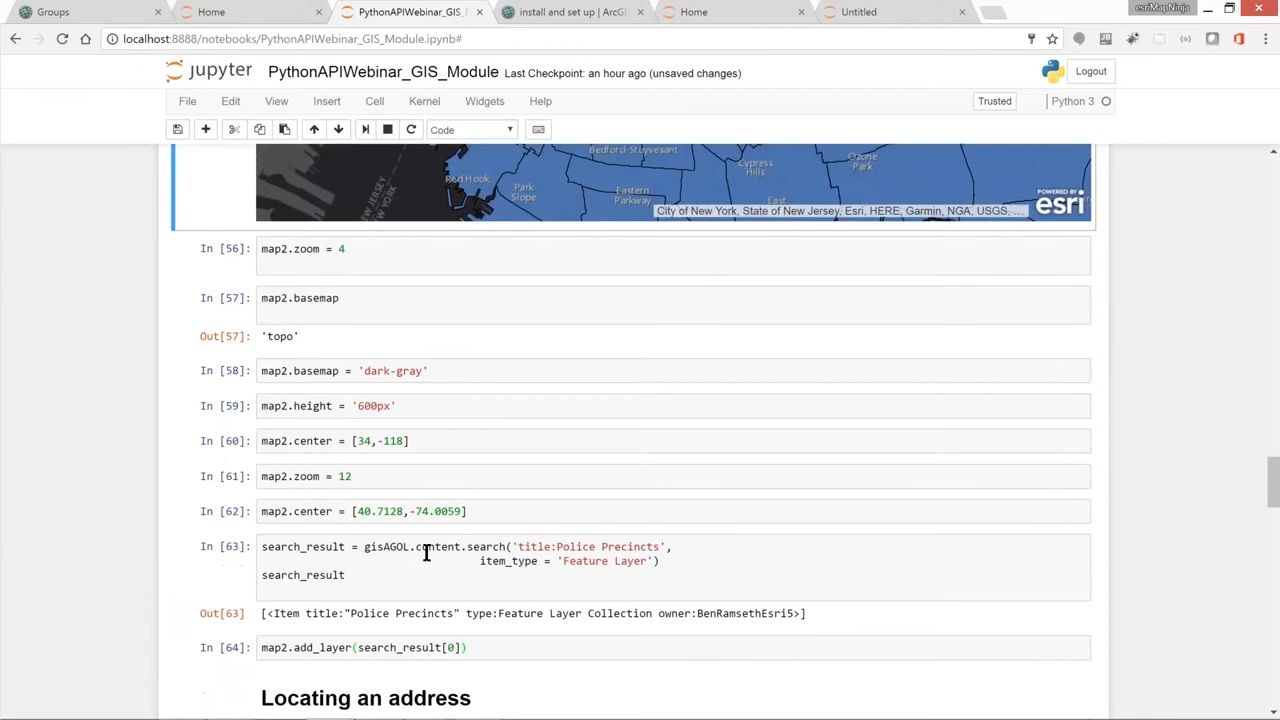 Groups
Home
PythonAPIWebinar_GIS_
install and set up | ArcGI
Home
Untitled
esriMapNinja
localhost:8888/notebooks/PythonAPIWebinar_GIS_Module.ipynb#
jupyter
PythonAPIWebinar_GIS_Module Last Checkpoint: an hour ago (unsaved changes)
Logout
File Edit View Insert Cell Kernel Widgets Help
Trusted
Python 3
Code
Bedford-Stuyvesant
Cypress
Hills
Ozone
Park
Red Hook
Park
Slope
Eastern
Parkway
East
NEW JERSEY
NEW YORK
POWERED BY
esri
City of New York, State of New Jersey, Esri, HERE, Garmin, NGA, USGS, ...
In [56]: map2.zoom = 4
In [57]: map2.basemap
Out[57]: 'topo'
In [58]: map2.basemap = 'dark-gray'
In [59]: map2.height = '600px'
In [60]: map2.center = [34,-118]
In [61]: map2.zoom = 12
In [62]: map2.center = [40.7128,-74.0059]
In [63]: search_result = gisAGOL.content.search('title:Police Precincts',
item_type = 'Feature Layer')
search_result
Out[63]: [<Item title:"Police Precincts" type:Feature Layer Collection owner:BenRamsethEsri5>]
In [64]: map2.add_layer(search_result[0])
Locating an address